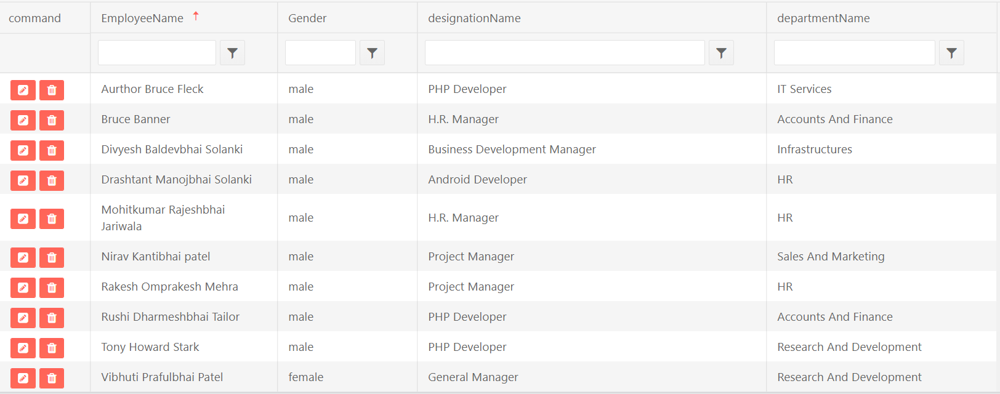 command EmployeeName Gender designationName departmentName
Aurthor Bruce Fleck male PHP Developer IT Services
Bruce Banner male H.R. Manager Accounts And Finance
Divyesh Baldevbhai Solanki male Business Development Manager Infrastructures
Drashtant Manojbhai Solanki male Android Developer HR
Mohitkumar Rajeshbhai
Jariwala male H.R. Manager HR
Nirav Kantibhai patel male Project Manager Sales And Marketing
Rakesh Omprakesh Mehra male Project Manager HR
Rushi Dharmeshbhai Tailor male PHP Developer Accounts And Finance
Tony Howard Stark male PHP Developer Research And Development
Vibhuti Prafulbhai Patel female General Manager Research And Development